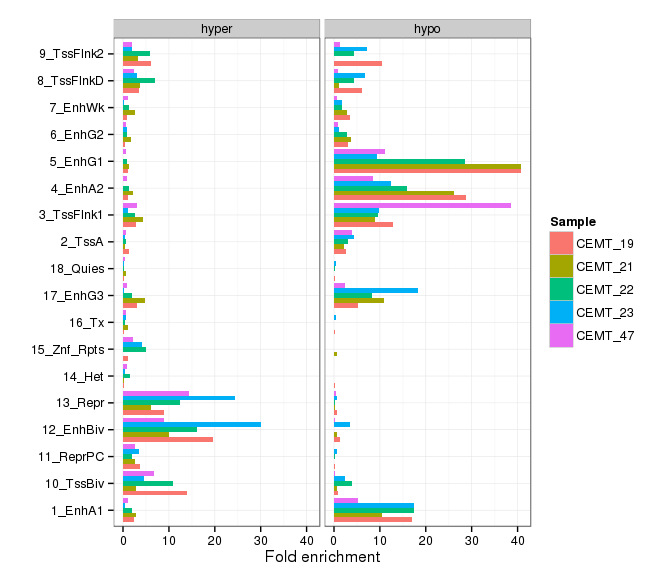 hyper hypo
9_TssFlnk2
8_TssFlnkD
7_EnhWk
6_EnhG2
5_EnhG1
4_EnhA2
3_TssFlnk1
2_TssA
18_Quies
17_EnhG3
16_Tx
15_Znf_Rpts
14_Het
13_Repr
12_EnhBiv
11_ReprPC
10_TssBiv
1_EnhA1
0 10 20 30 40 0 10 20 30 40
Fold enrichment
Sample
CEMT_19
CEMT_21
CEMT_22
CEMT_23
CEMT_47